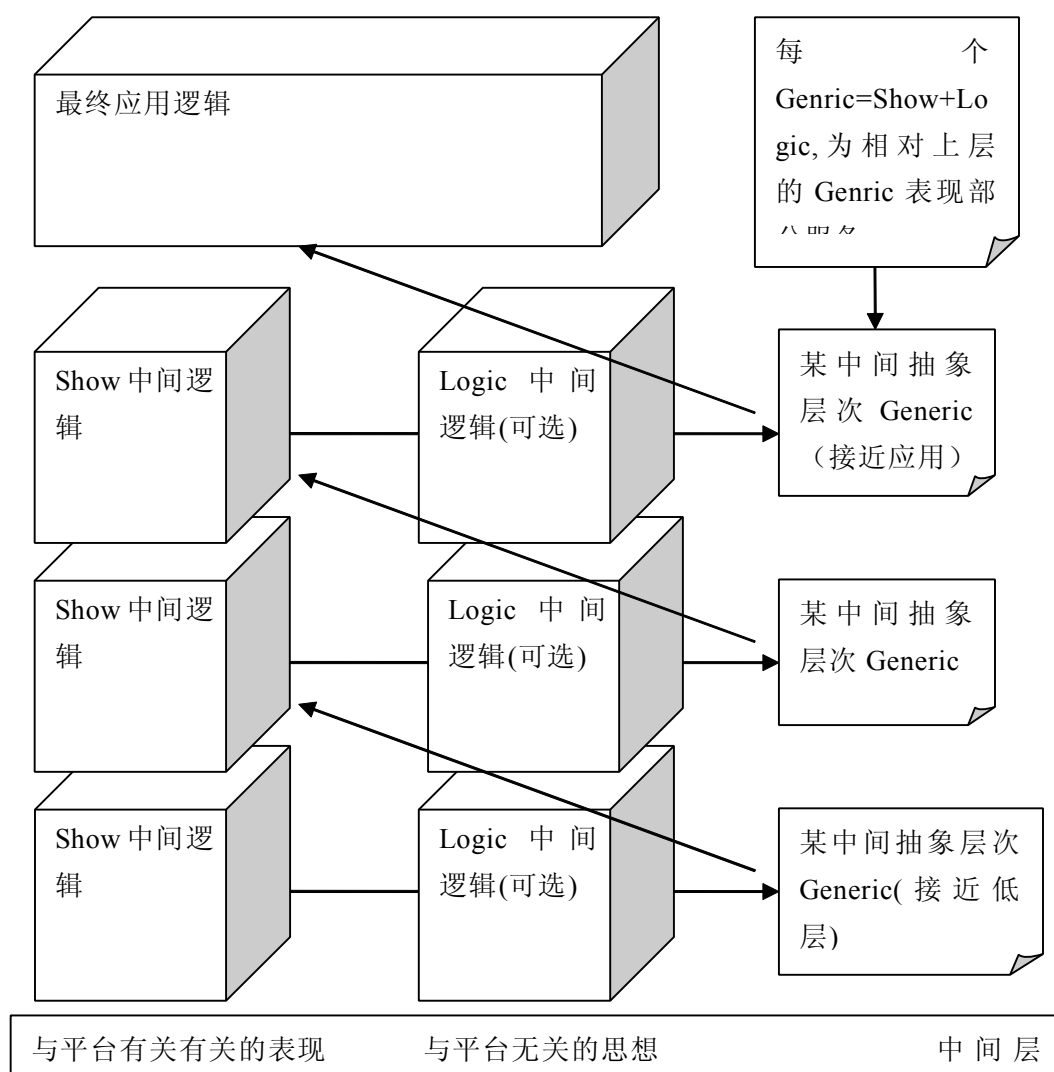 最终应用逻辑
每个
Genric=Show+Lo
gic,为相对上层
的 Genric 表现部
Show 中间逻
辑
Logic 中间
逻辑(可选)
某中间抽象
层次 Generic
（接近应用）
Show 中间逻
辑
Logic 中间
逻辑(可选)
某中间抽象
层次 Generic
Show 中间逻
辑
Logic 中间
逻辑(可选)
某中间抽象层次
Generic(接近低
层)
与平台有关有关的表现 与平台无关的思想 中间层